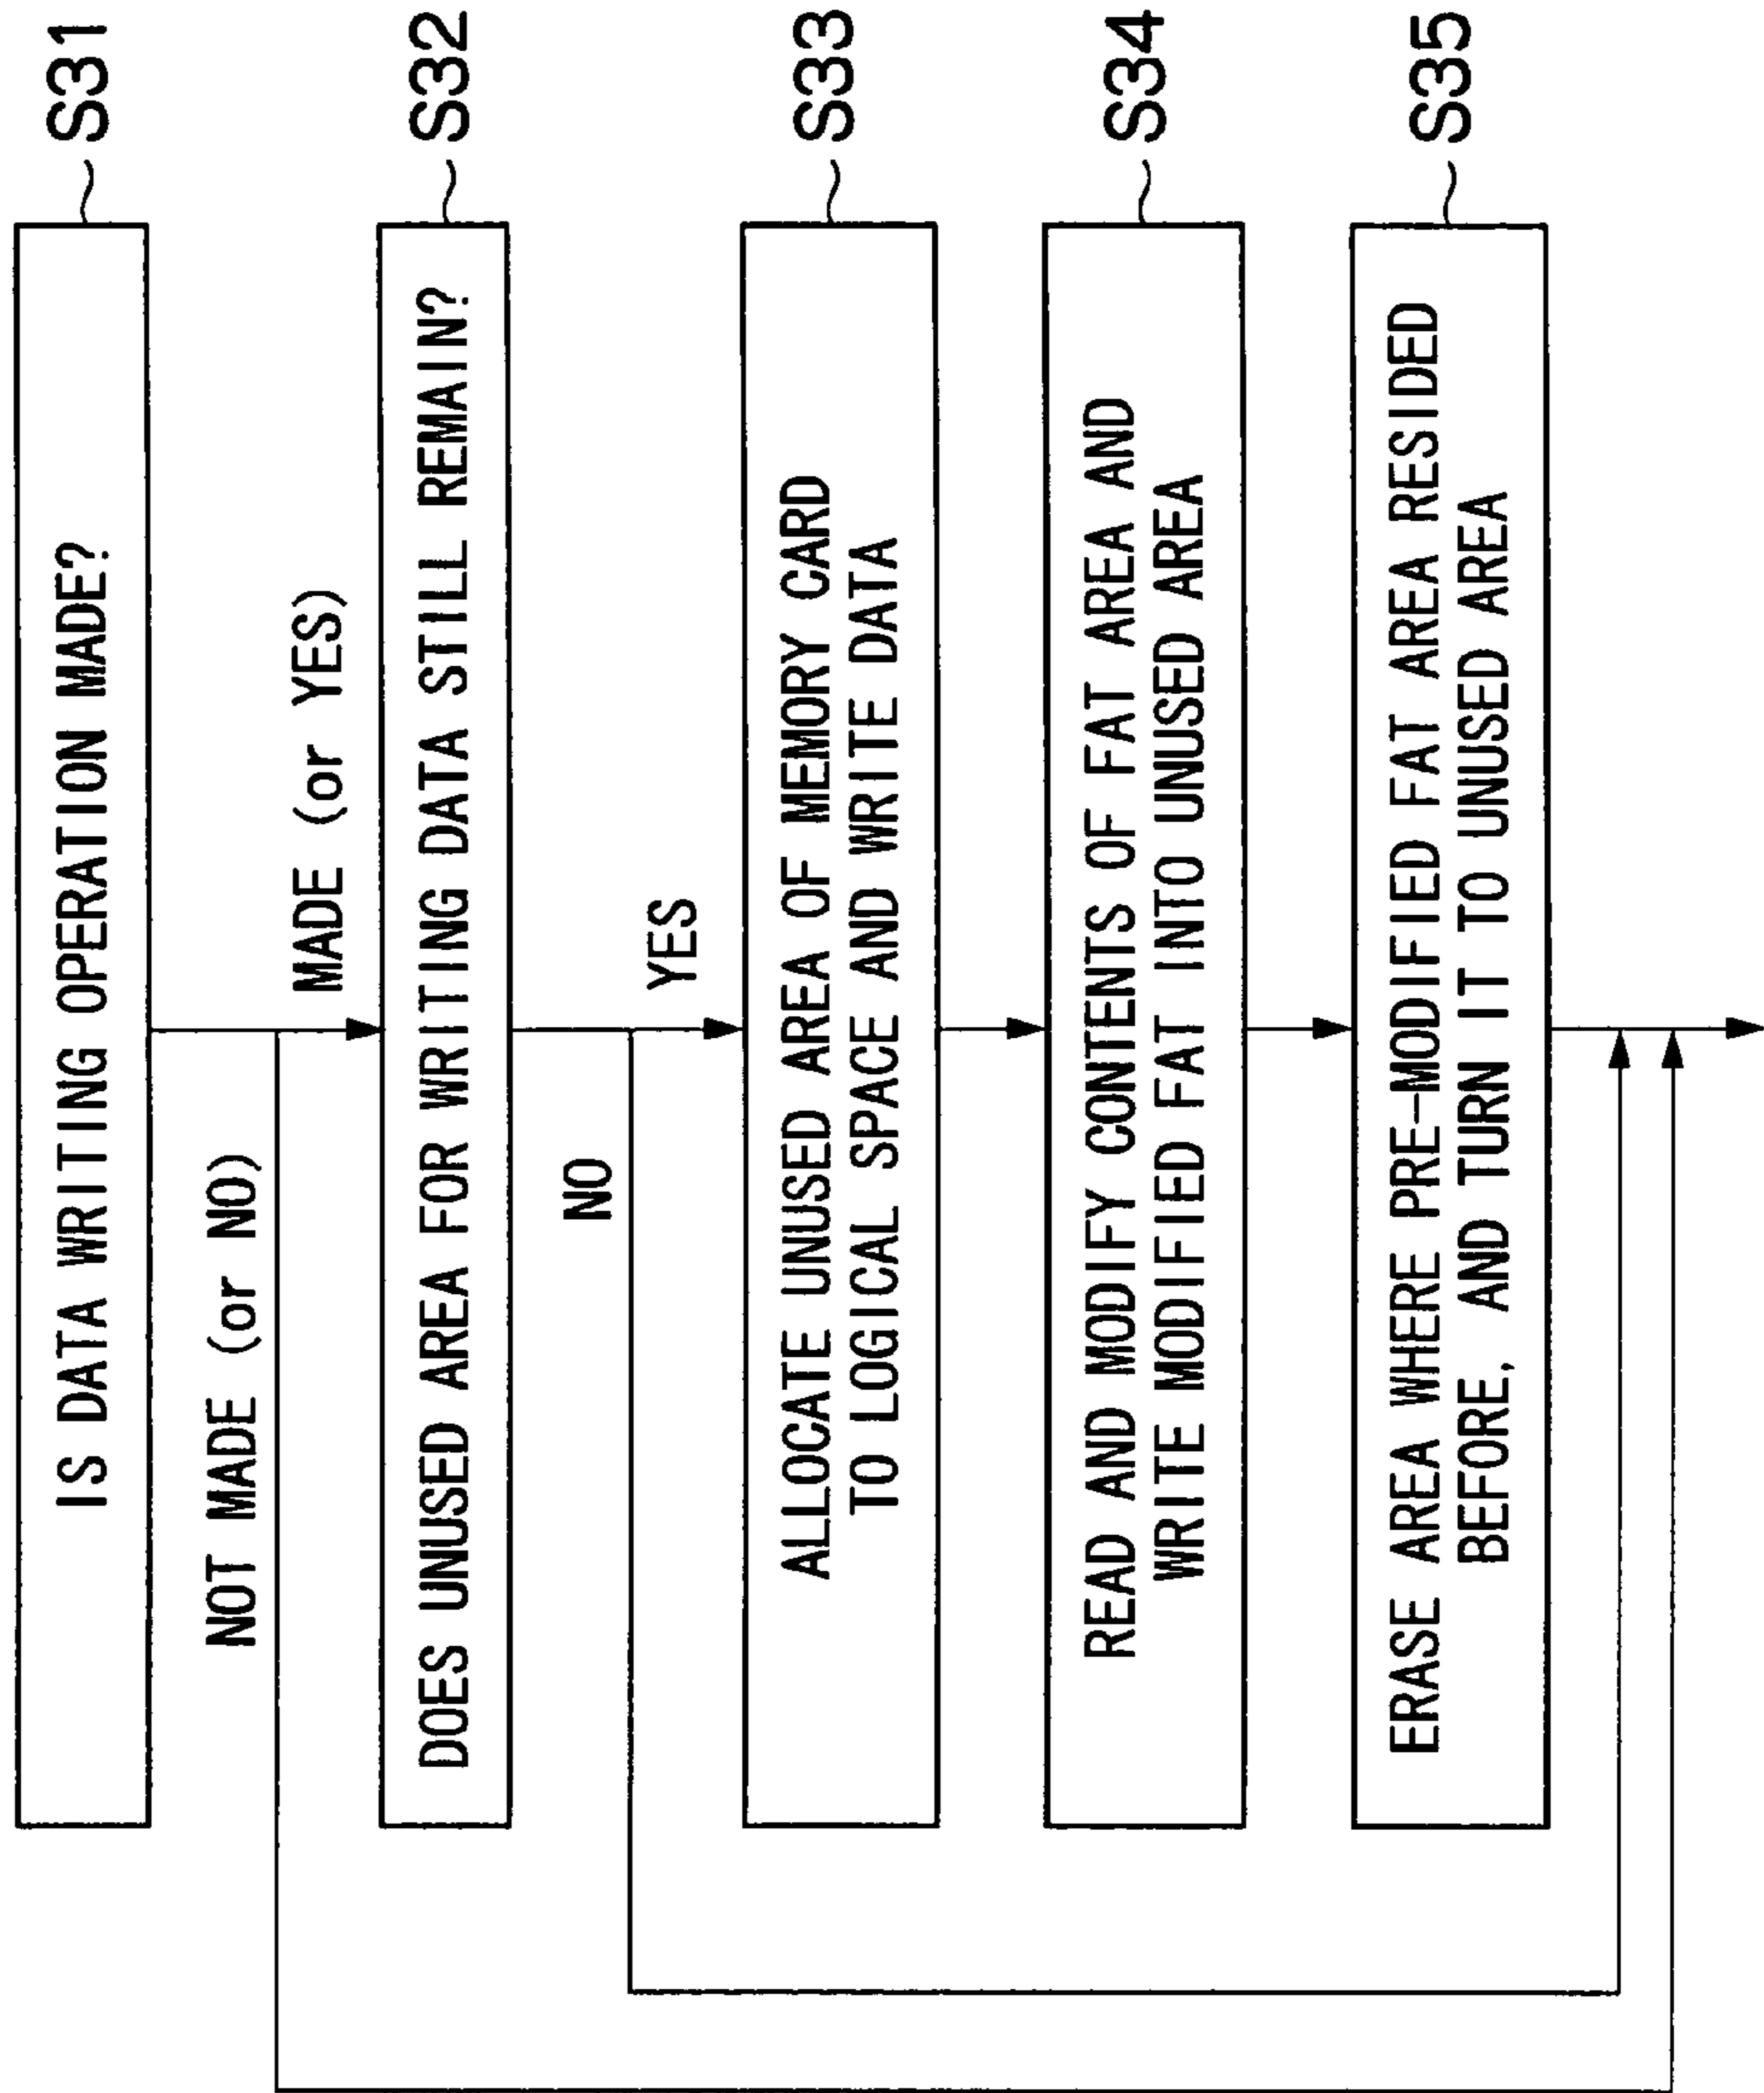 IS DATA WRITING OPERATION MADE?
S31
NOT MADE (or NO)
MADE (or YES)
DOES UNUSED AREA FOR WRITING DATA STILL REMAIN?
S32
NO
YES
ALLOCATE UNUSED AREA OF MEMORY CARD
TO LOGICAL SPACE AND WRITE DATA
S33
READ AND MODIFY CONTENTS OF FAT AREA AND
WRITE MODIFIED FAT INTO UNUSED AREA
S34
ERASE AREA WHERE PRE-MODIFIED FAT AREA RESIDED
BEFORE, AND TURN IT TO UNUSED AREA
S35